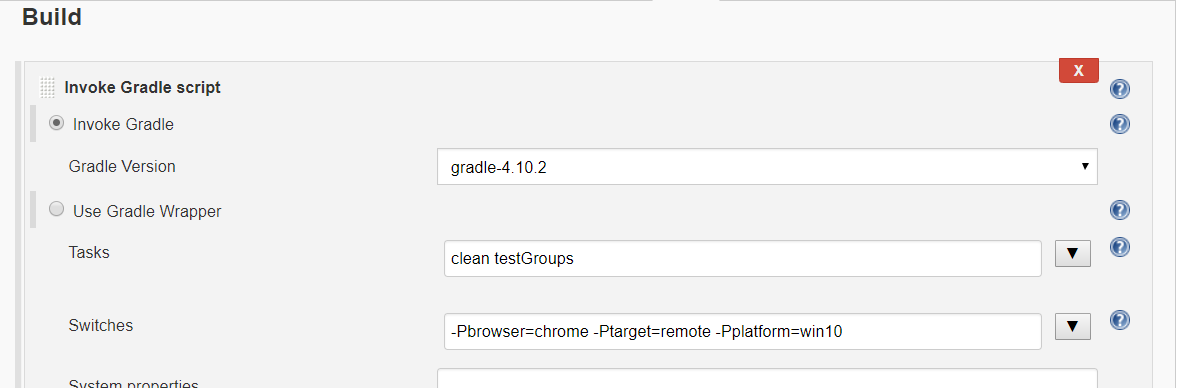 Build
X
Invoke Gradle script
Invoke Gradle
Gradle Version
gradle-4.10.2
Use Gradle Wrapper
Tasks
clean testGroups
Switches
-Pbrowser=chrome -Ptarget=remote -Pplatform=win10
System properties